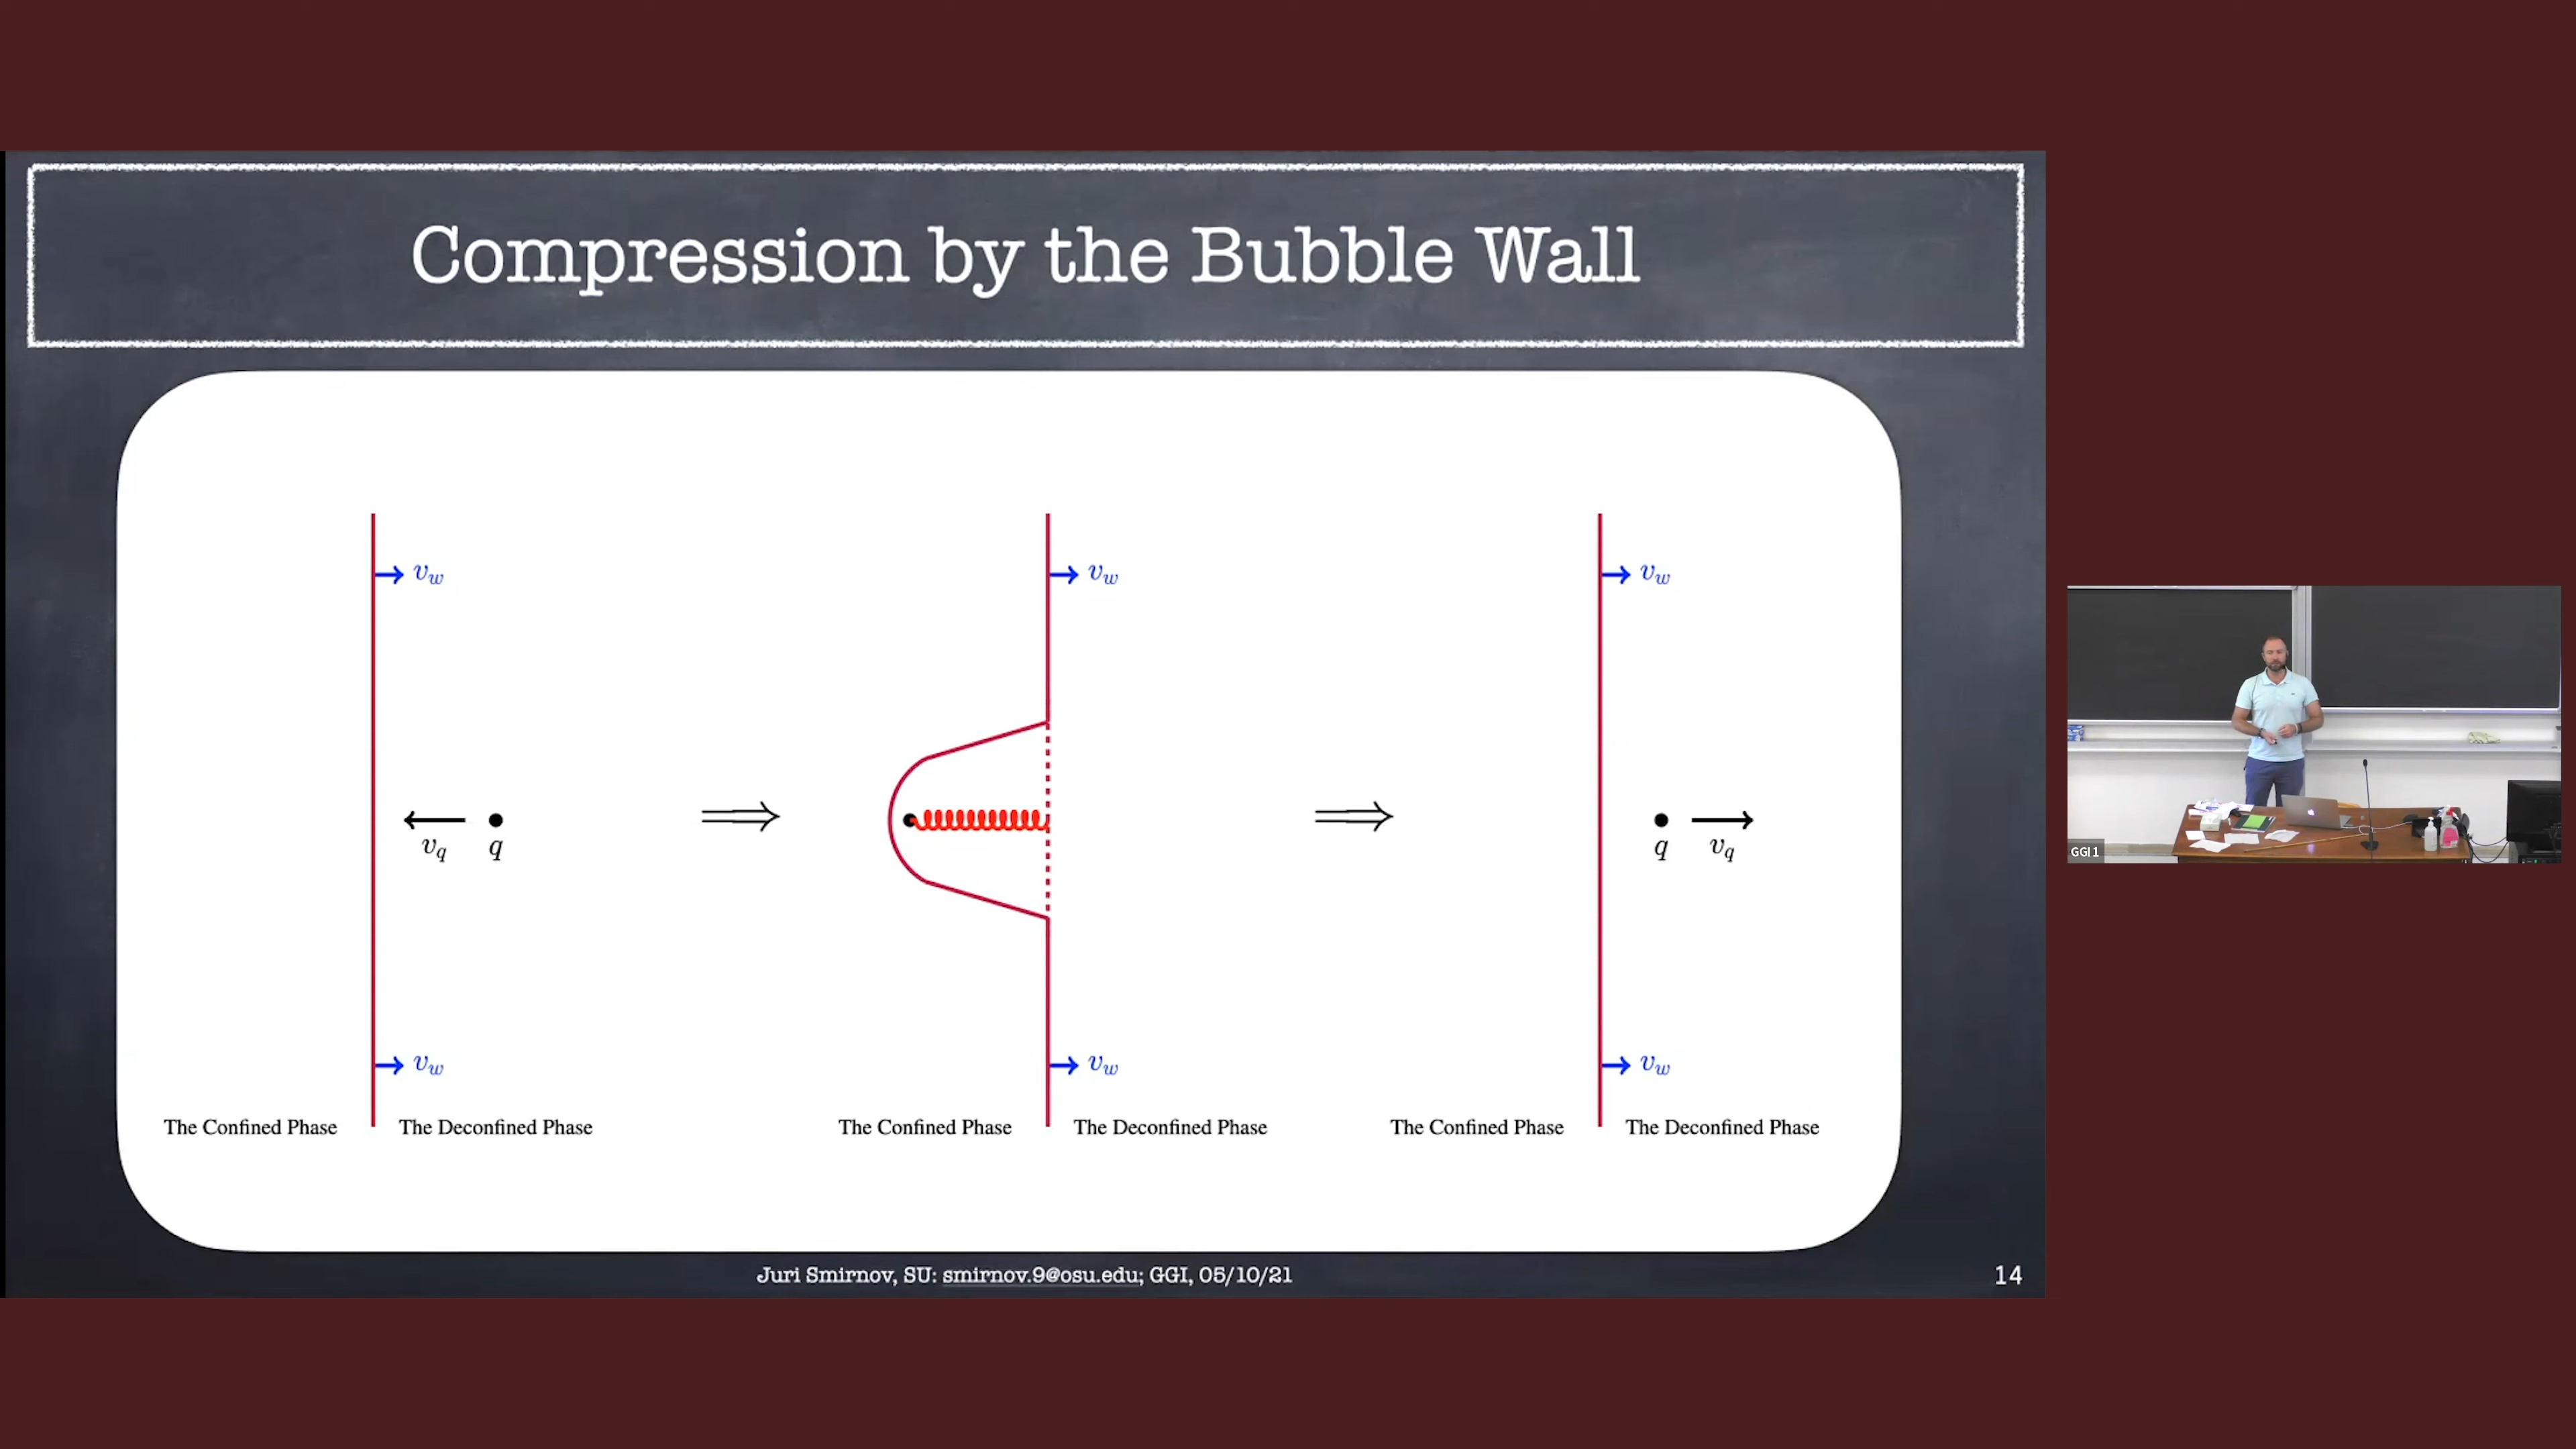 Compression by the Bubble Wall
v_w
v_w
v_w
v_q
q
q
v_q
v_w
v_w
v_w
The Confined Phase
The Deconfined Phase
The Confined Phase
The Deconfined Phase
The Confined Phase
The Deconfined Phase
Juri Smirnov, SU: smirnov.9@osu.edu; GGI, 05/10/21
14
GGI 1